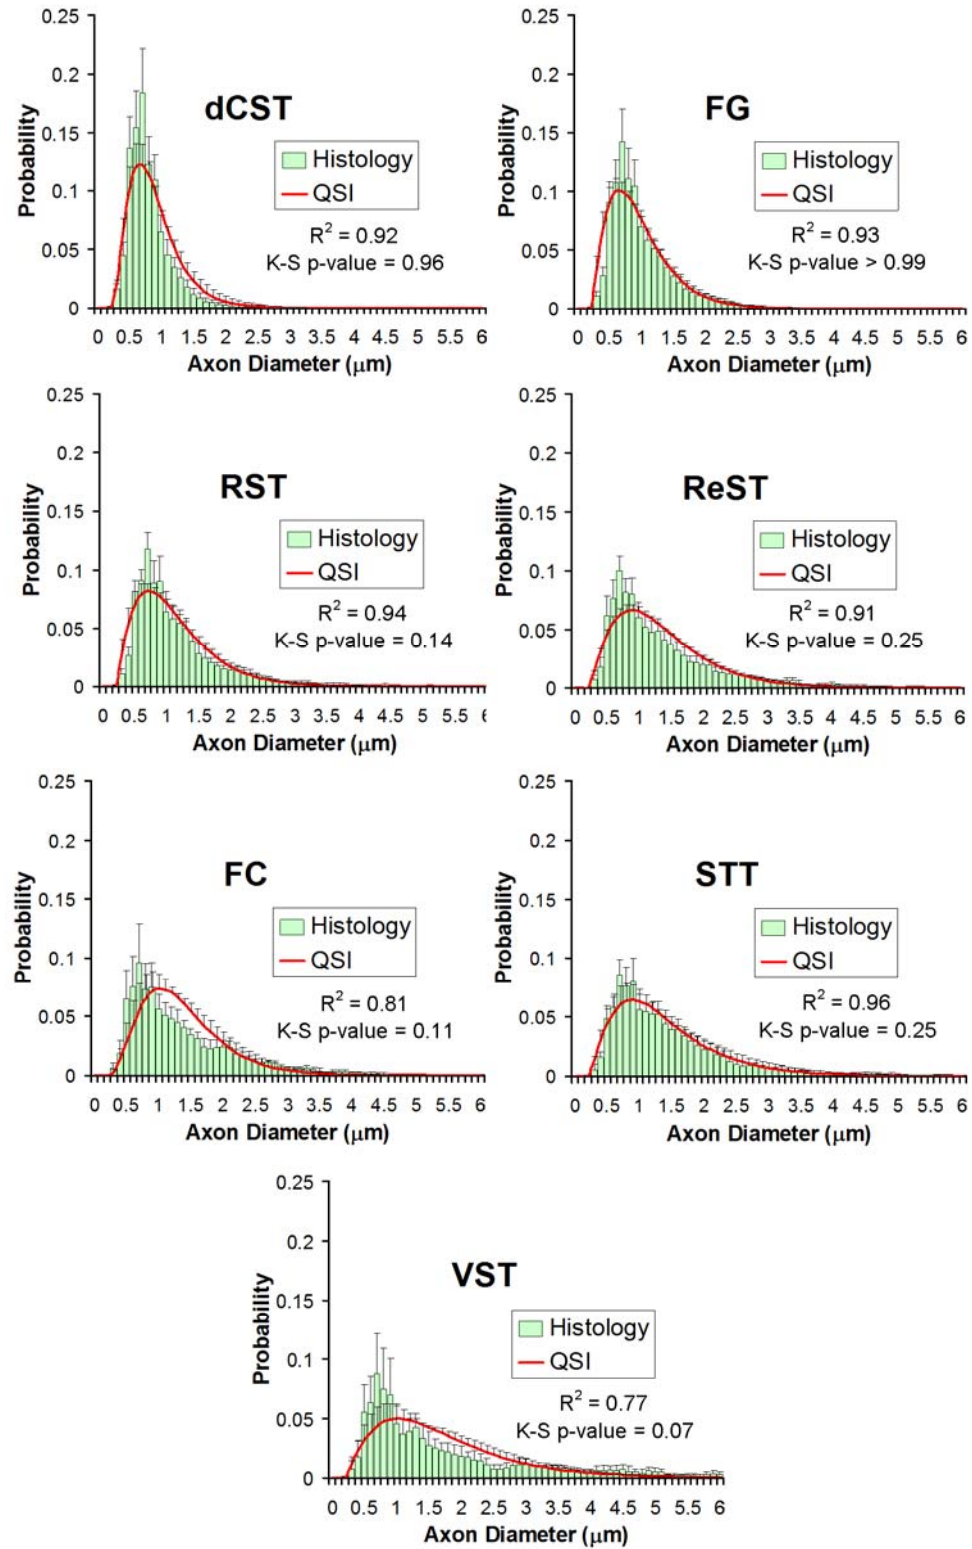 0.25
0.2
0.15
0.1
0.05
0
Probability
dCST
Histology
QSI
R² = 0.92
K-S p-value = 0.96
0 0.5 1 1.5 2 2.5 3 3.5 4 4.5 5 5.5 6
Axon Diameter (μm)
0.25
0.2
0.15
0.1
0.05
0
Probability
FG
Histology
QSI
R² = 0.93
K-S p-value > 0.99
0 0.5 1 1.5 2 2.5 3 3.5 4 4.5 5 5.5 6
Axon Diameter (μm)
0.25
0.2
0.15
0.1
0.05
0
Probability
RST
Histology
QSI
R² = 0.94
K-S p-value = 0.14
0 0.5 1 1.5 2 2.5 3 3.5 4 4.5 5 5.5
Axon Diameter (μm)
0.25
0.2
0.15
0.1
0.05
0
Probability
ReST
Histology
QSI
R² = 0.91
K-S p-value = 0.25
0 0.5 1 1.5 2 2.5 3 3.5 4 4.5 5 5.5 6
Axon Diameter (μm)
0.25
0.2
0.15
0.1
0.05
0
Probability
FC
Histology
QSI
R² = 0.81
K-S p-value = 0.11
0 0.5 1 1.5 2 2.5 3 3.5 4 4.5 5 5.5 6
Axon Diameter (μm)
0.25
0.2
0.15
0.1
0.05
0
Probability
STT
Histology
QSI
R² = 0.96
K-S p-value = 0.25
0 0.5 1 1.5 2 2.5 3 3.5 4 4.5 5 5.5 6
Axon Diameter (μm)
0.25
0.2
0.15
0.1
0.05
0
Probability
VST
Histology
QSI
R² = 0.77
K-S p-value = 0.07
0 0.5 1 1.5 2 2.5 3 3.5 4 4.5 5 5.5 6
Axon Diameter (μm)